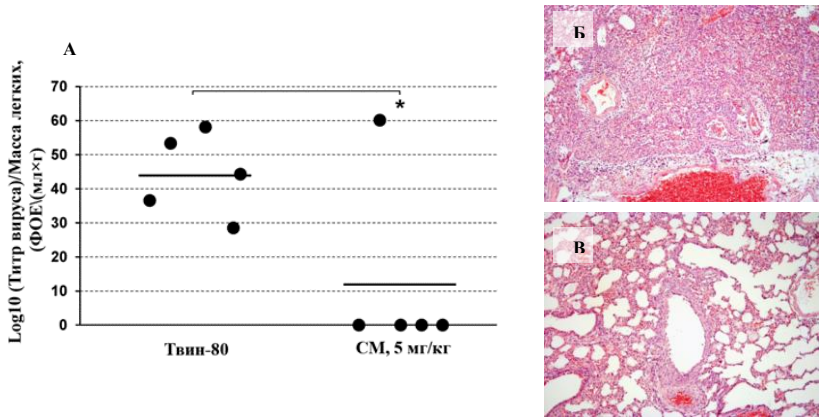 А
Log10 (Титр вируса)/Масса легких,
(ФОЕ\(мл×г)
70
60
50
40
30
20
10
0
*
Твин-80
СМ, 5 мг/кг
Б
В